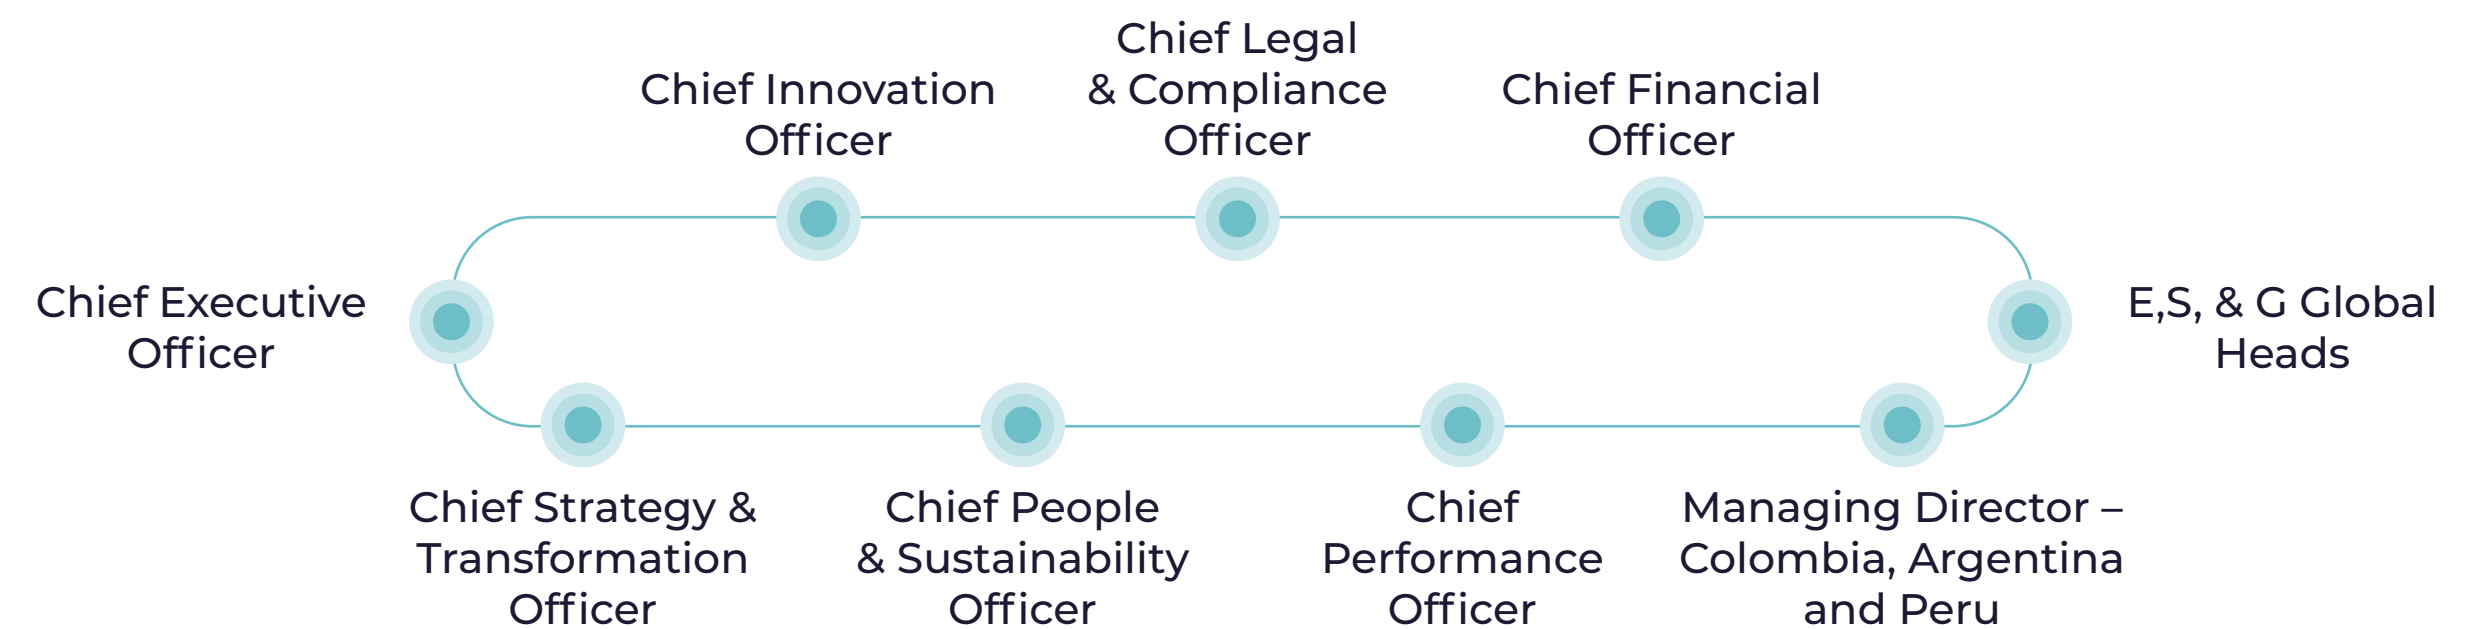 Chief Legal
& Compliance
Officer
Chief Innovation
Officer
Chief Financial
Officer
Chief Executive
Officer
E,S, & G Global
Heads
Chief Strategy &
Transformation
Officer
Chief People
& Sustainability
Officer
Chief
Performance
Officer
Managing Director –
Colombia, Argentina
and Peru